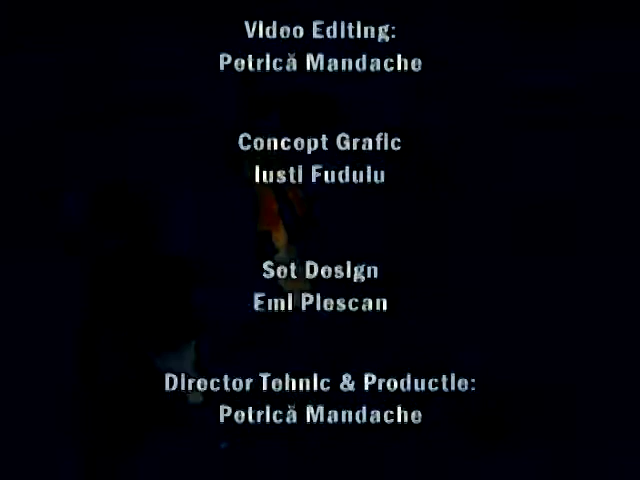 Video Editing:
Petrică Mandache
Concept Grafic
Iusti Fudulu
Set Design
Emi Plescan
Director Tehnic & Productie:
Petrică Mandache